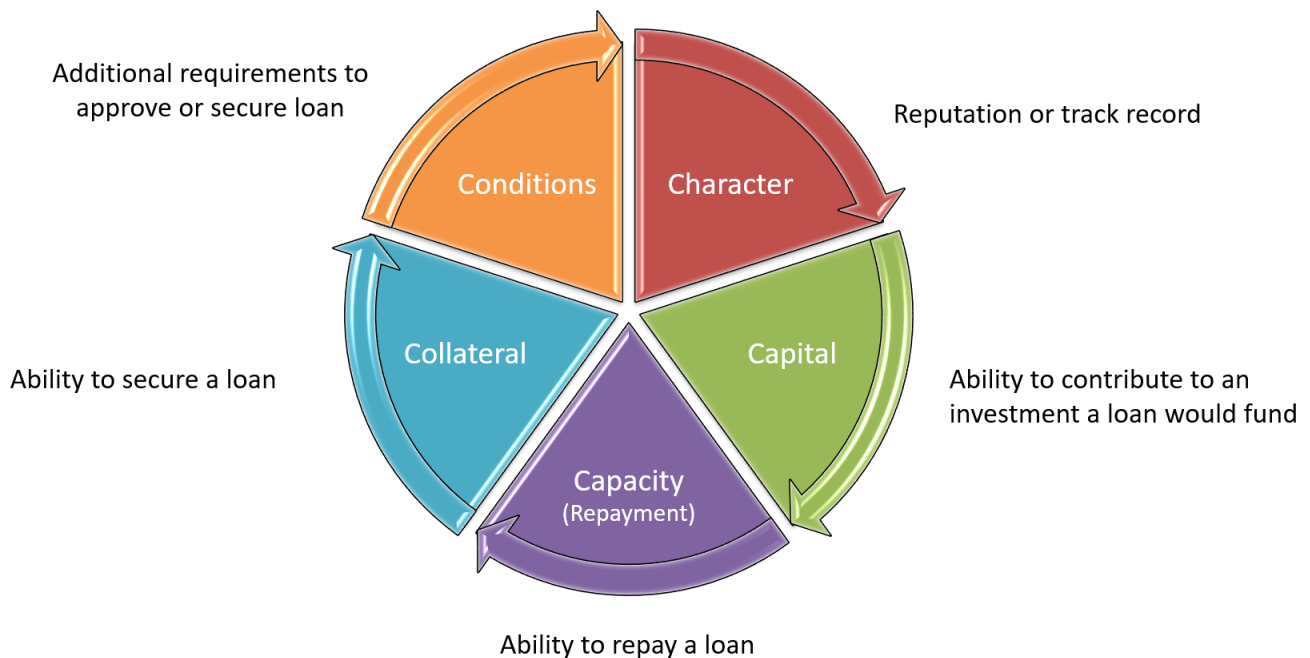 Additional requirements to
approve or secure loan
Conditions
Character
Reputation or track record
Collateral
Capital
Ability to secure a loan
Ability to contribute to an
investment a loan would fund
Capacity
(Repayment)
Ability to repay a loan